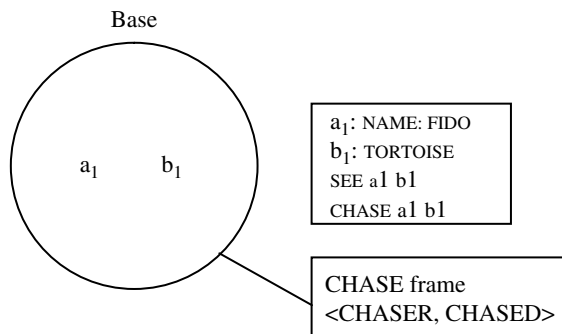 Base
a₁ b₁
a₁: NAME: FIDO
b₁: TORTOISE
SEE a1 b1
CHASE a1 b1
CHASE frame
<CHASER, CHASED>